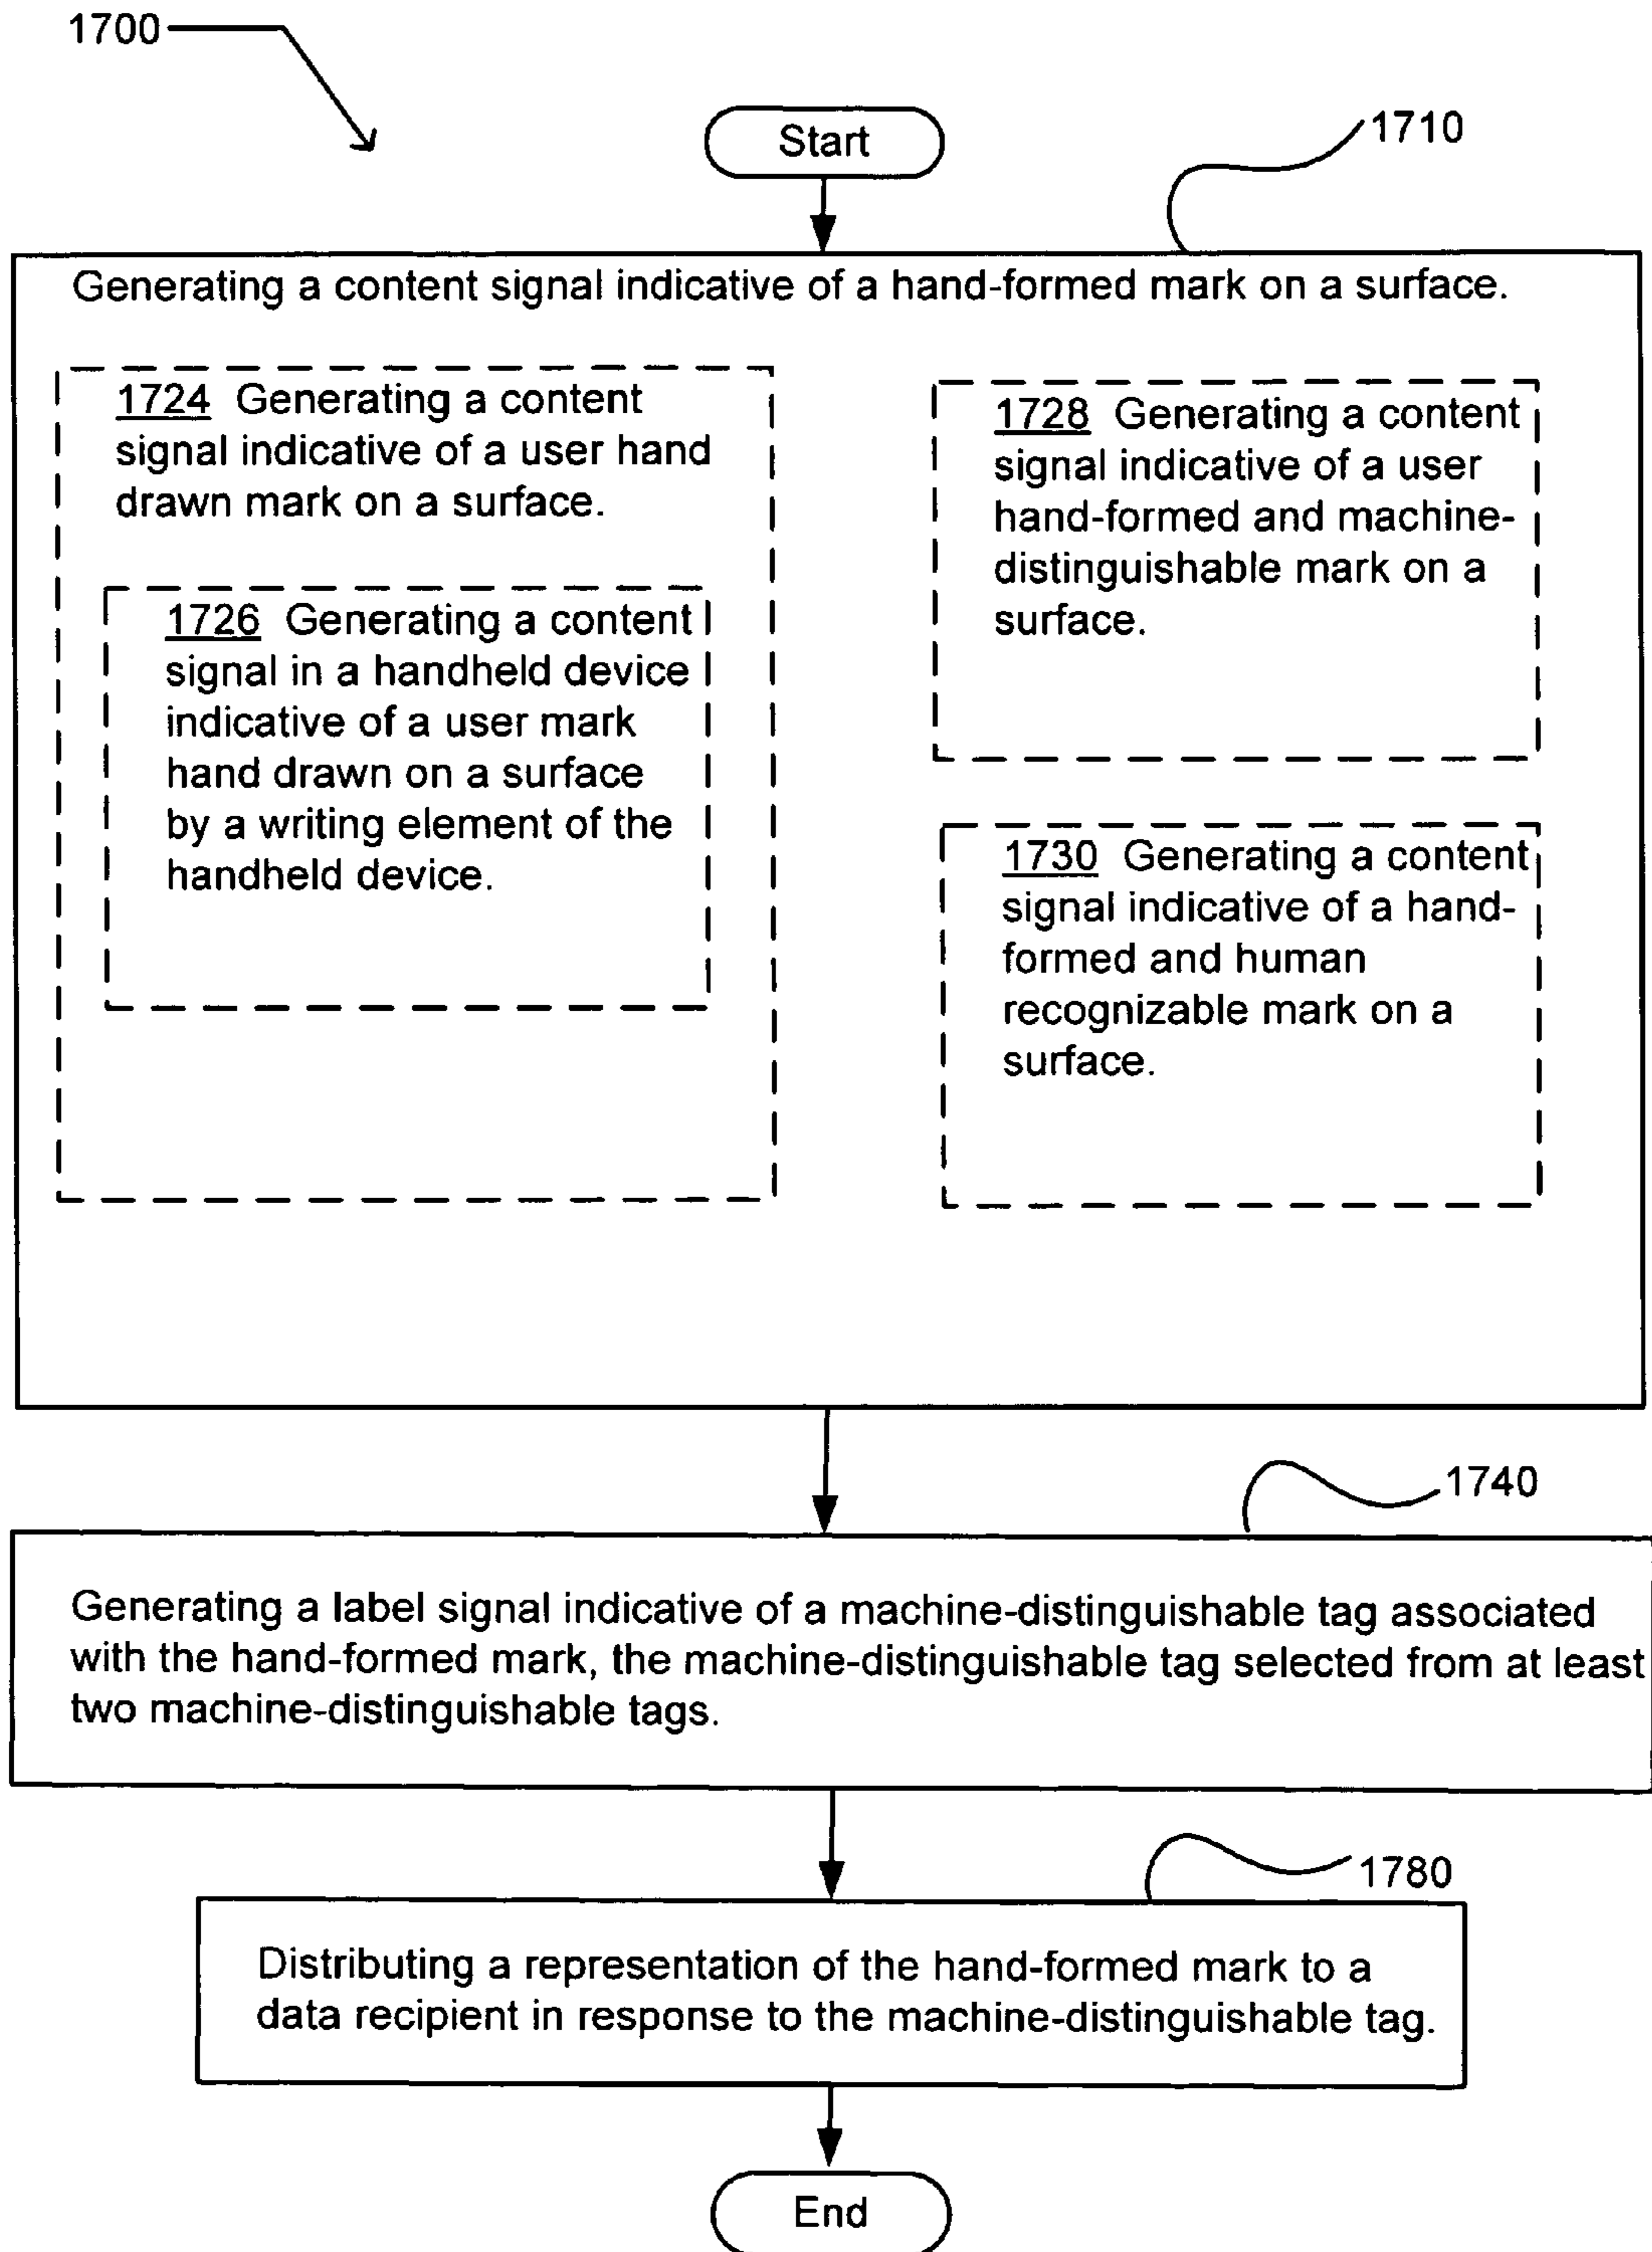 1700
Start
1710
Generating a content signal indicative of a hand-formed mark on a surface.
1724 Generating a content
signal indicative of a user hand
drawn mark on a surface.
1726 Generating a content
signal in a handheld device
indicative of a user mark
hand drawn on a surface
by a writing element of the
handheld device.
1728 Generating a content
signal indicative of a user
hand-formed and machine-
distinguishable mark on a
surface.
1730 Generating a content
signal indicative of a hand-
formed and human
recognizable mark on a
surface.
1740
Generating a label signal indicative of a machine-distinguishable tag associated
with the hand-formed mark, the machine-distinguishable tag selected from at least
two machine-distinguishable tags.
1780
Distributing a representation of the hand-formed mark to a
data recipient in response to the machine-distinguishable tag.
End